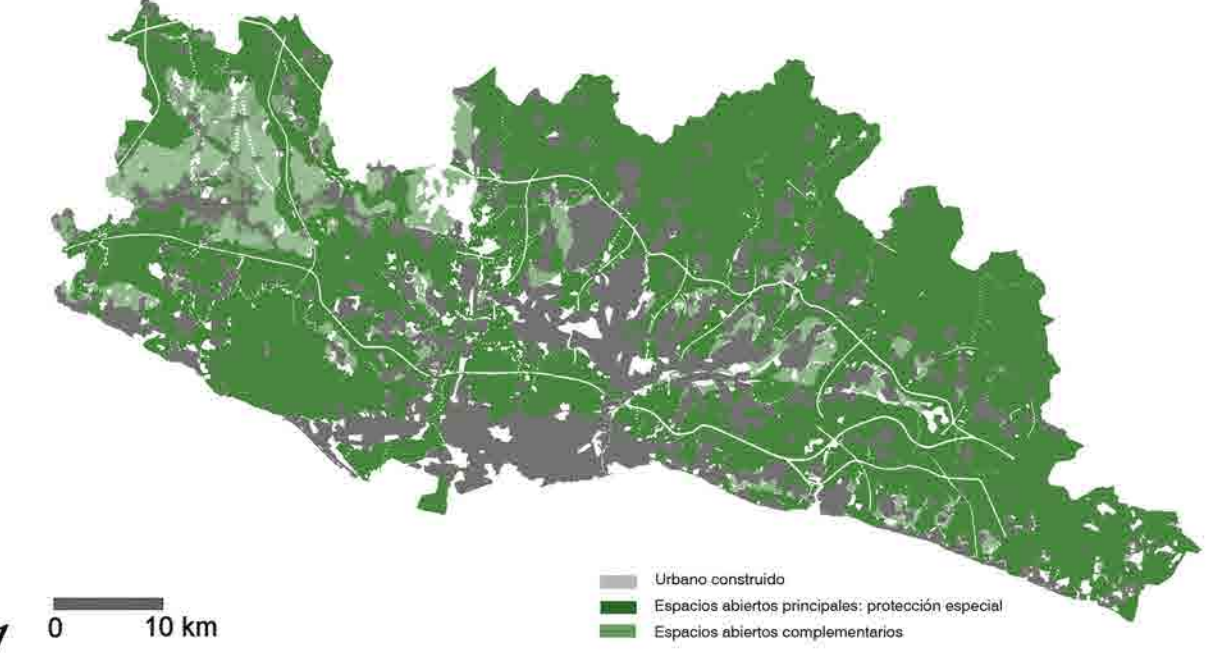 Urbano construido
Espacios abiertos principales: protección especial
Espacios abiertos complementarios
0 10 km